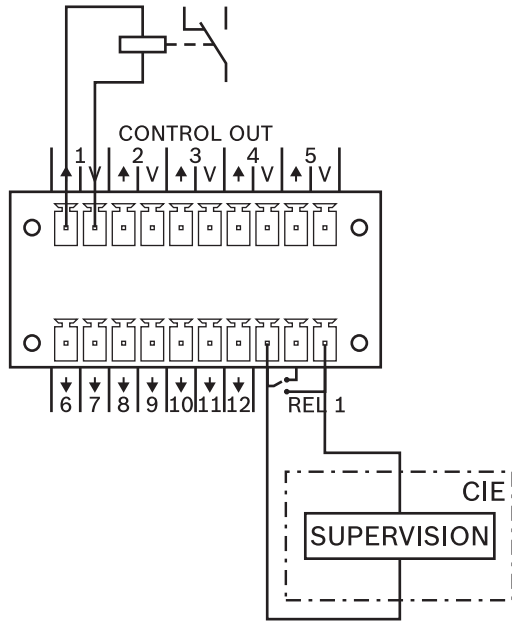 CONTROL OUT
1 2 3 4 5
V V V V V
6 7 8 9 10 11 12 REL 1
CIE
SUPERVISION